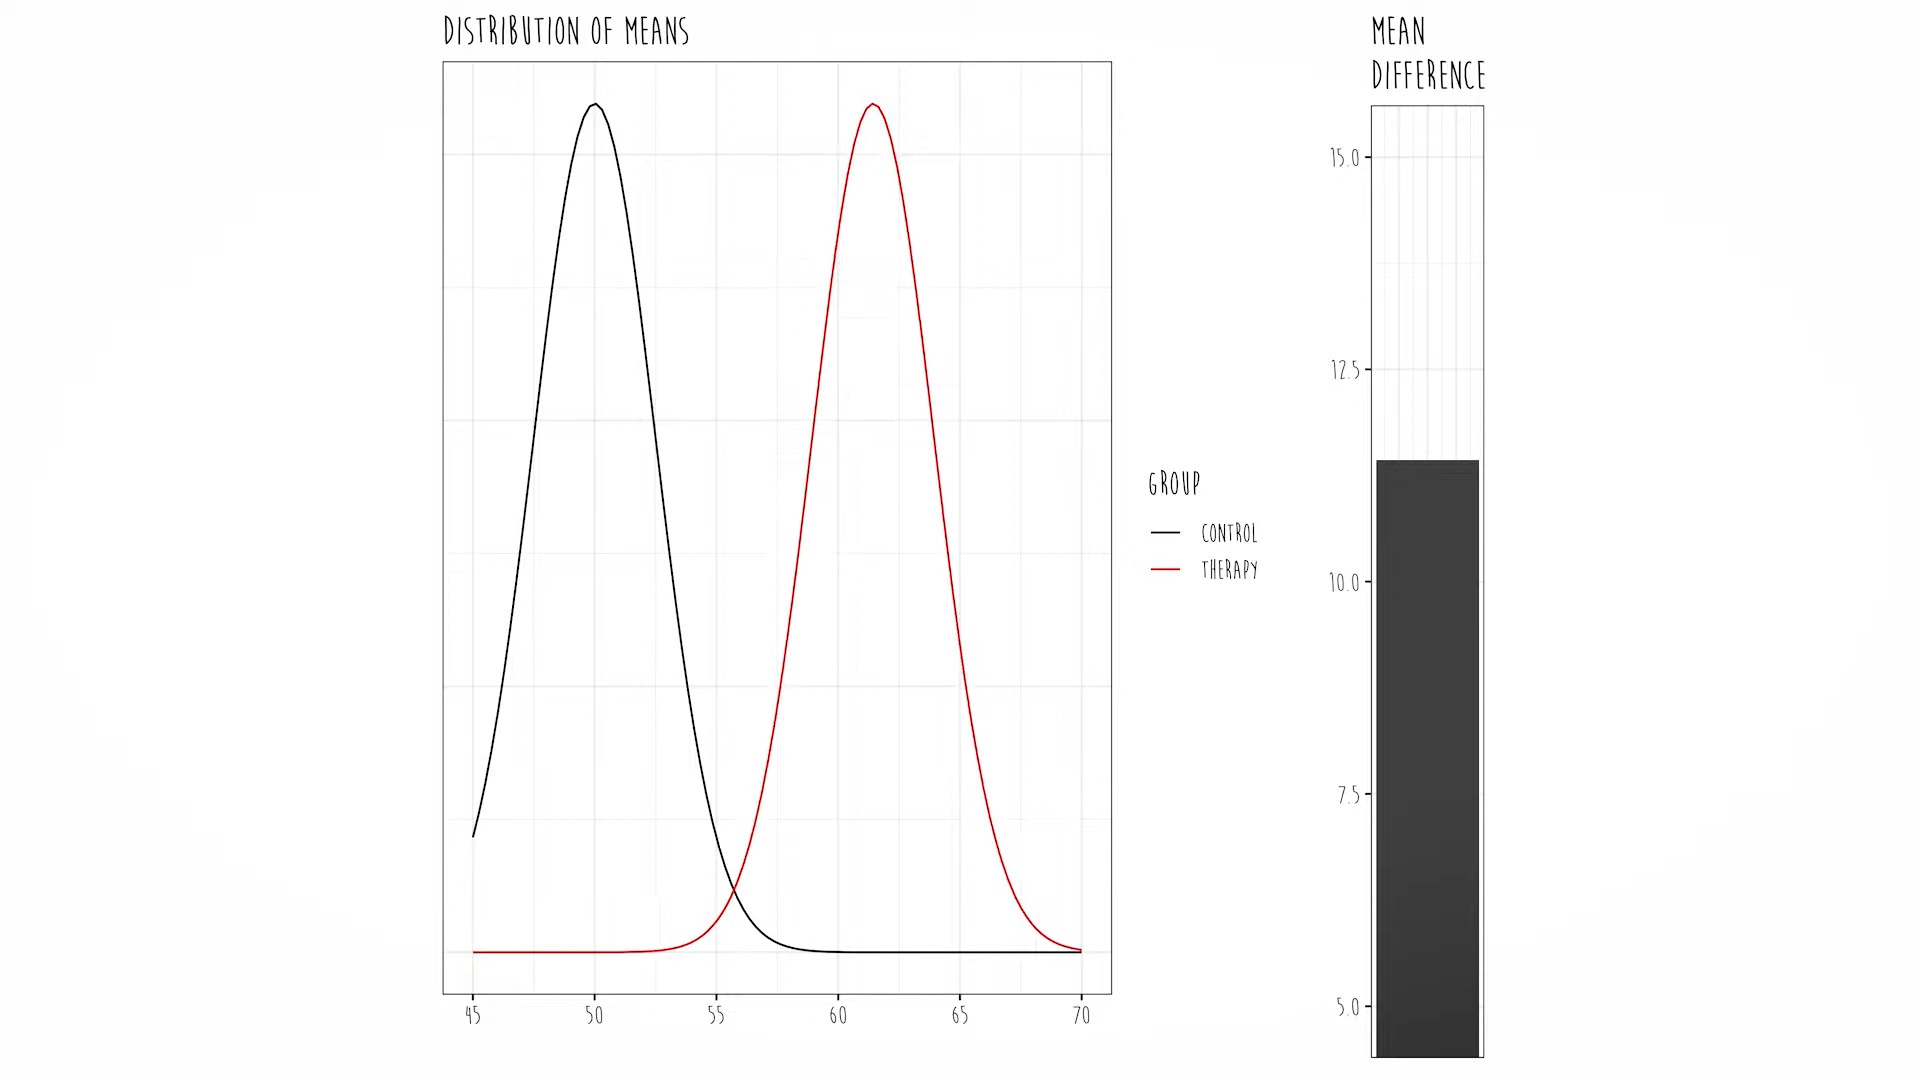 DISTRIBUTION OF MEANS
45 50 55 60 65 70
GROUP
CONTROL
THERAPY
MEAN
DIFFERENCE
15.0
12.5
10.0
7.5
5.0